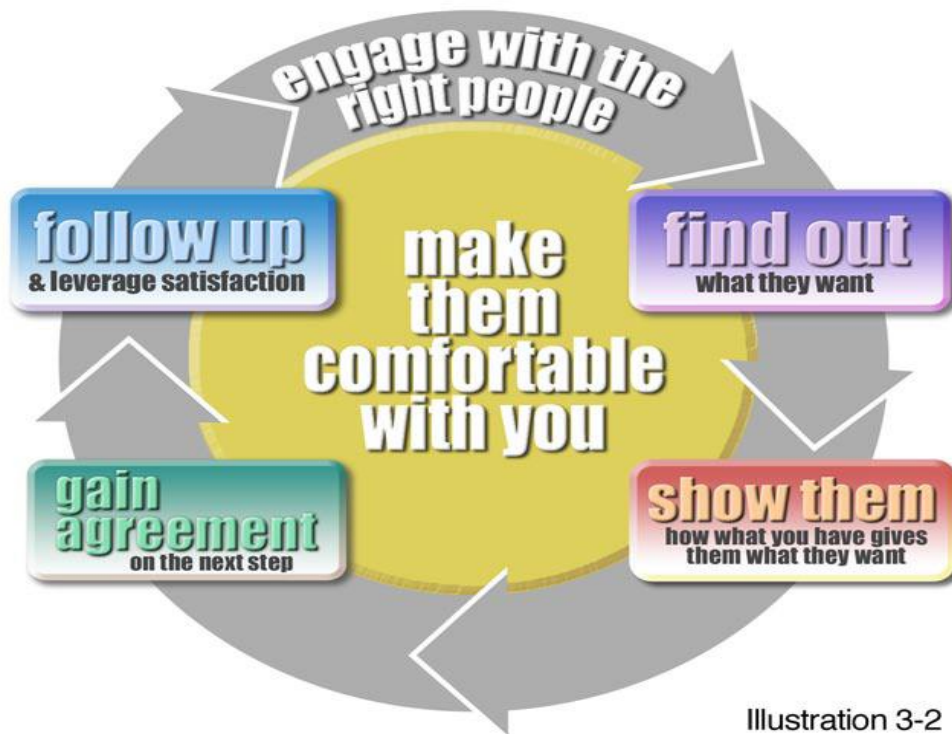 engage with the
right people
follow up
& leverage satisfaction
find out
what they want
make
them
comfortable
with you
gain
agreement
on the next step
show them
how what you have gives
them what they want
Illustration 3-2